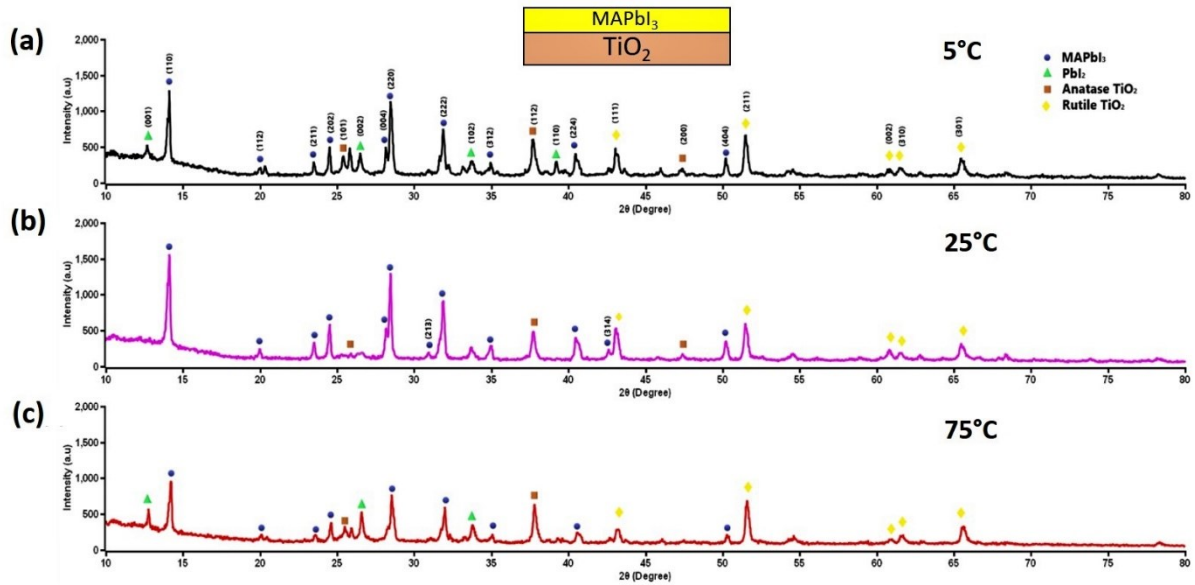 MAPbI₃
TiO₂
(a)
5°C
MAPbI₃
PbI₂
Anatase TiO₂
Rutile TiO₂
Intensity (a.u)
2,000
1,500
1,000
500
0
(001)
(110)
(112)
(211)
(202)
(101)
(002)
(004)
(220)
(222)
(102)
(312)
(112)
(110)
(224)
(111)
(200)
(404)
(211)
(002)
(310)
(301)
10 15 20 25 30 35 40 45 50 55 60 65 70 75 80
2θ (Degree)
(b)
25°C
Intensity (a.u)
2,000
1,500
1,000
500
0
(213)
(314)
10 15 20 25 30 35 40 45 50 55 60 65 70 75 80
2θ (Degree)
(c)
75°C
Intensity (a.u)
2,000
1,500
1,000
500
0
10 15 20 25 30 35 40 45 50 55 60 65 70 75 80
2θ (Degree)